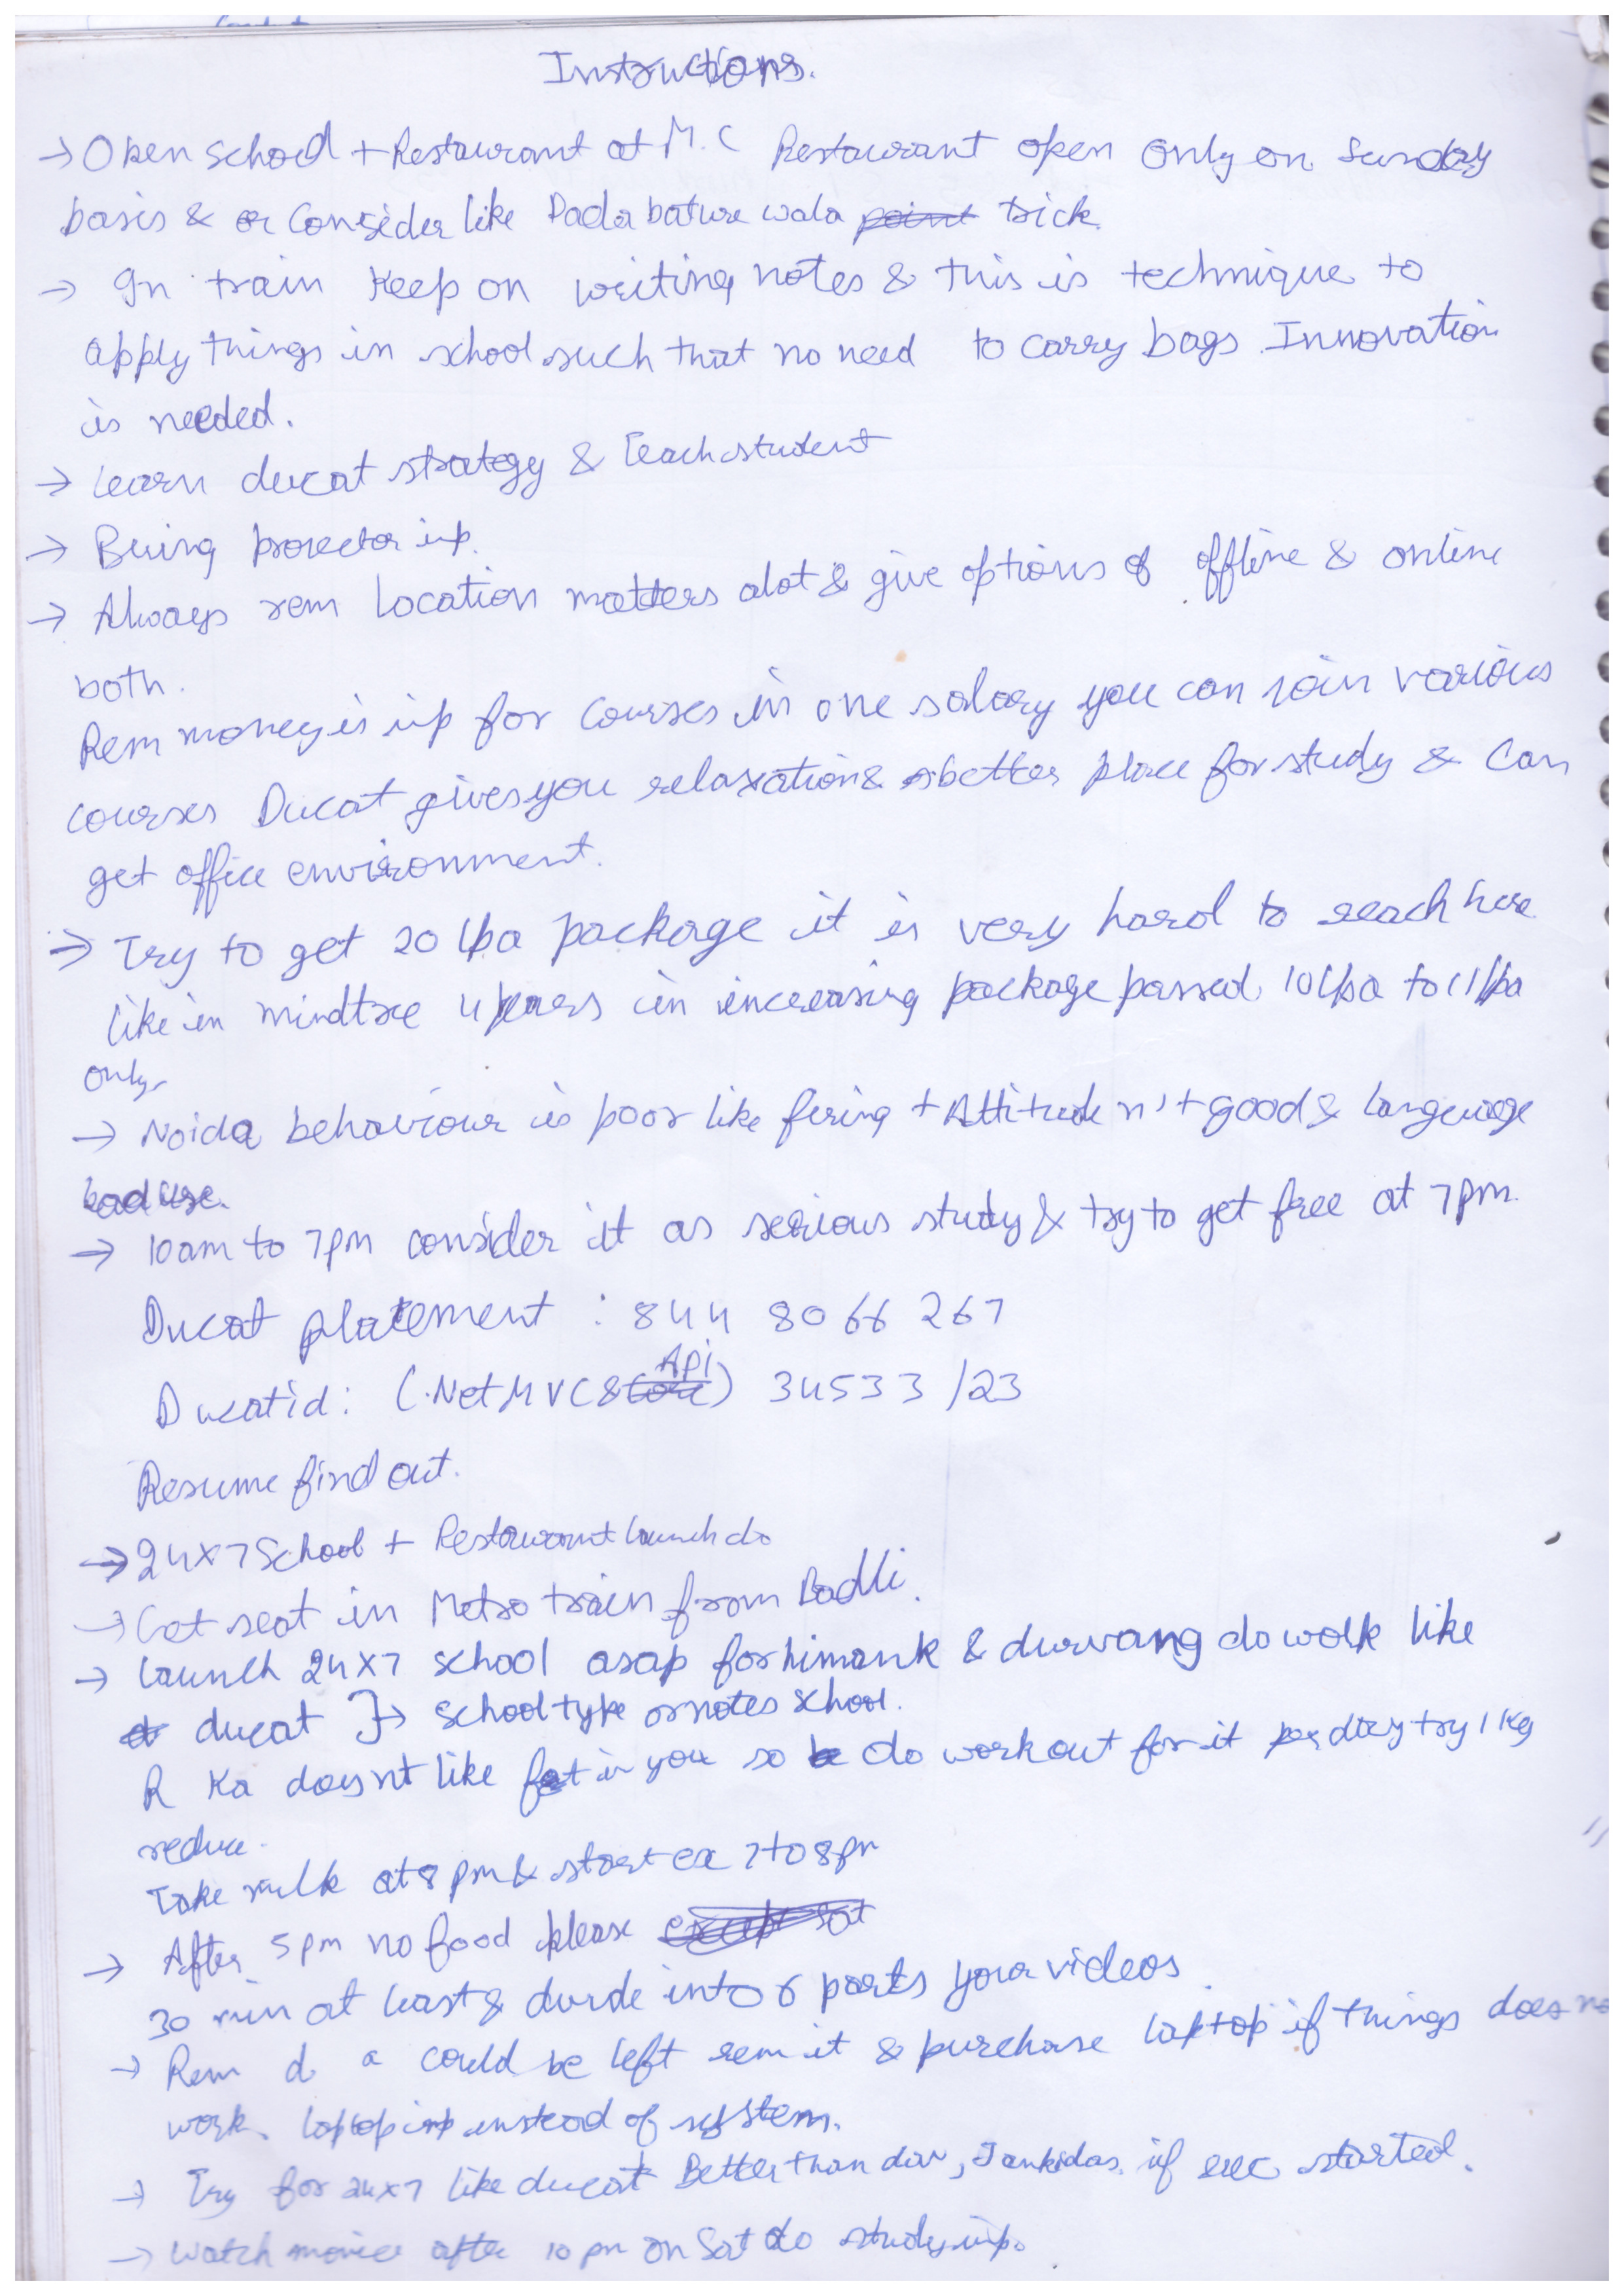 Instructions.
→ Open school + Restaurant at M.C Restaurant open only on Sunday
basis & or Consider like Dada bature wala point trick
→ In train keep on writing notes & this is technique to
apply things in school such that no need to carry bags. Innovation
is needed.
→ Learn ducat strategy & Teach student
→ Being imp.
→ Always rem Location matters alot & give options of offline & online
both.
Rem money is imp for courses in one salary you can join various
courses Ducat gives you relaxation & better place for study & Can
get office environment.
→ Try to get 20 lpa package it is very hard to reach here
like in mindtree 4 years in increasing package passed 10 lpa to 11 lpa
only
→ Noida behaviour is poor like firing + Attitude n't good & language
bad use.
→ 10am to 7pm consider it as serious study & try to get free at 7pm.
Ducat placement : 844 8066 267
Ducat id : (.Net MVC & Core Api) 34533 /23
Resume find out.
→ 24x7 School + Restaurant launch do
→ Get seat in Metro train from Badli.
→ Launch 24x7 school asap for himank & durvang do work like
ducat }→ School type or notes school.
R Ka doesnt like fat in you so do workout for it per day try 1 kg
reduce.
Take milk at 8 pm & start ex 7 to 8 pm
→ After 5 pm no food please except Sat
30 min at least & divide into 6 parts your videos.
→ Rem d a could be left rem it & purchase laptop if things does no
work. laptop imp instead of system.
→ Try for 24x7 like ducat Better than dav, Jankidas. if started.
→ Watch movies after 10 pm on Sat do study imp.